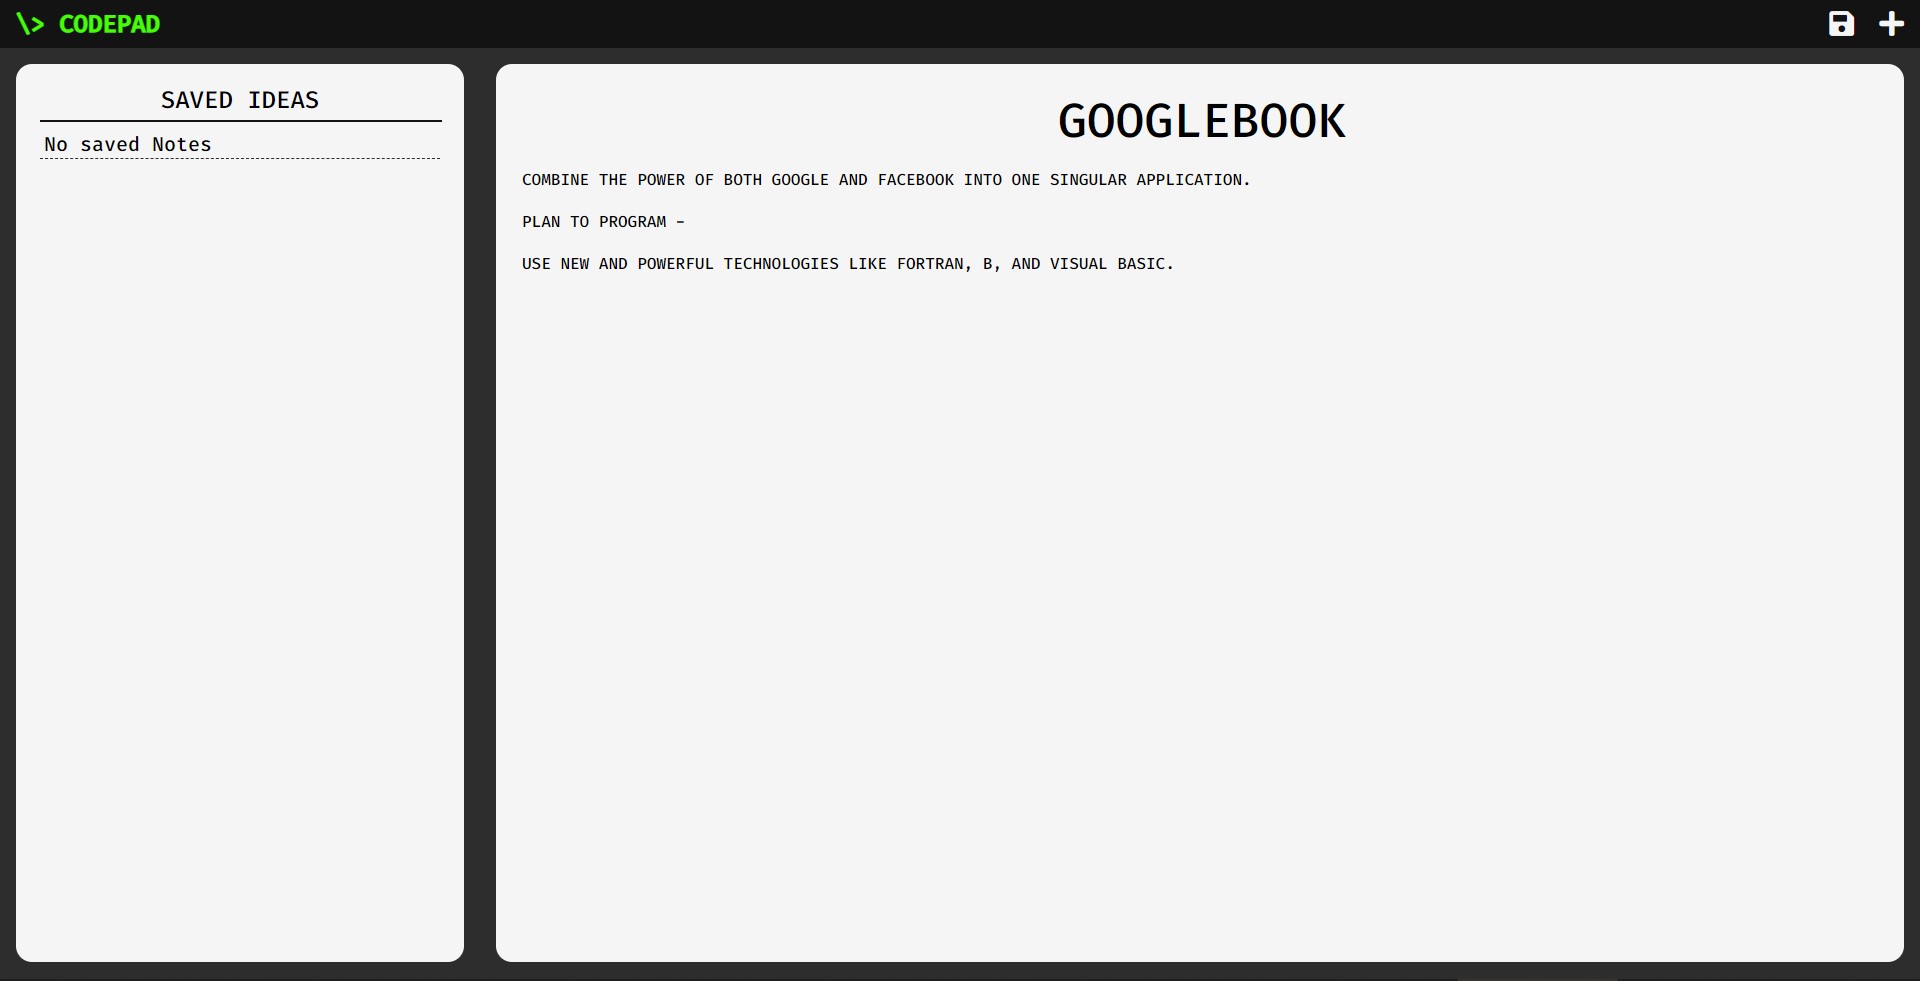 \> CODEPAD
SAVED IDEAS
No saved Notes
GOOGLEBOOK
COMBINE THE POWER OF BOTH GOOGLE AND FACEBOOK INTO ONE SINGULAR APPLICATION.
PLAN TO PROGRAM -
USE NEW AND POWERFUL TECHNOLOGIES LIKE FORTRAN, B, AND VISUAL BASIC.